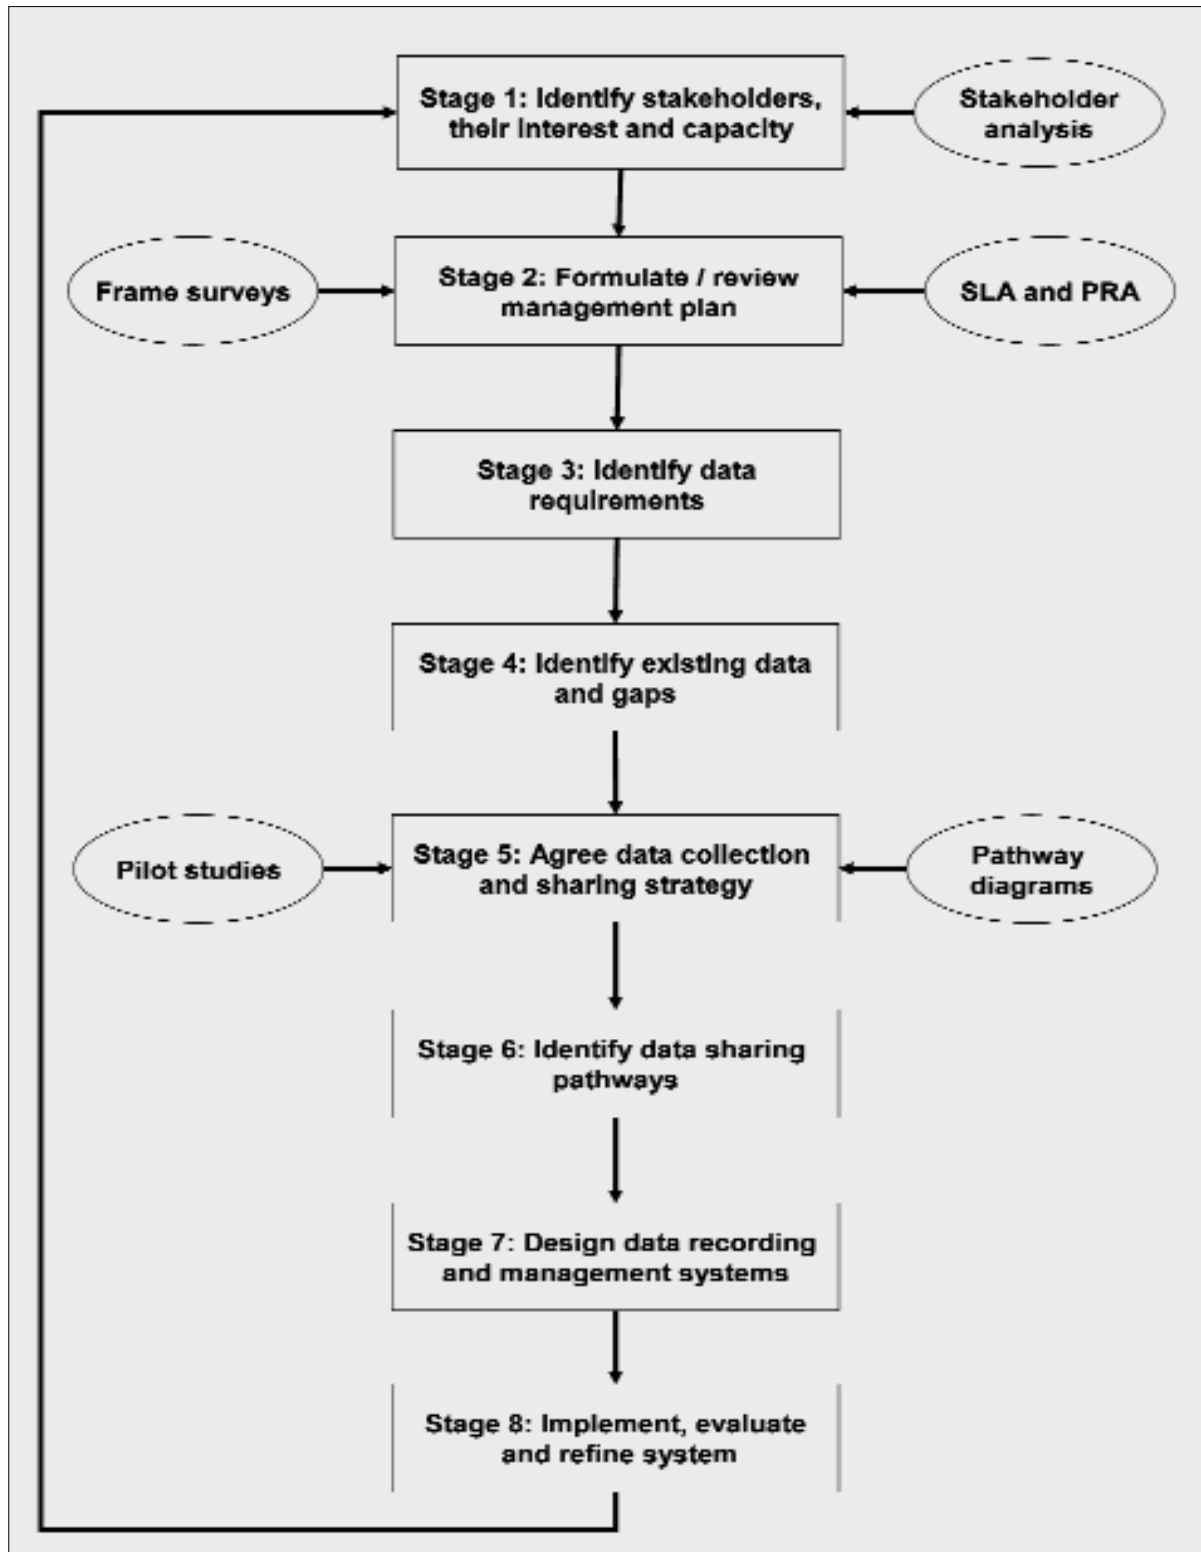 Stage 1: Identify stakeholders,
their interest and capacity
Stakeholder
analysis
Frame surveys
Stage 2: Formulate / review
management plan
SLA and PRA
Stage 3: Identify data
requirements
Stage 4: Identify existing data
and gaps
Pilot studies
Stage 5: Agree data collection
and sharing strategy
Pathway
diagrams
Stage 6: Identify data sharing
pathways
Stage 7: Design data recording
and management systems
Stage 8: Implement, evaluate
and refine system